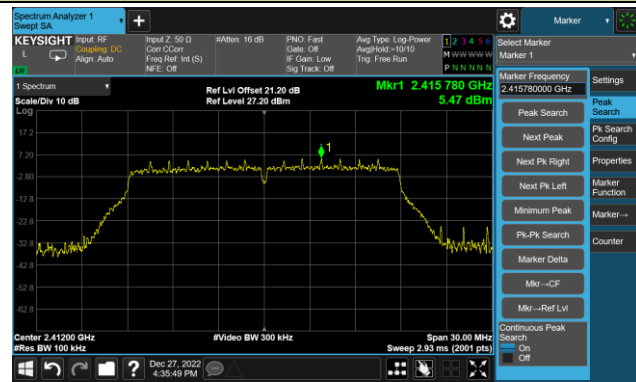 Spectrum Analyzer 1
Swept SA
Marker
KEYSIGHT
L
Input: RF
Coupling: DC
Align: Auto
Input Z: 50 Ω
Corr CCorr
Freq Ref: Int (S)
NFE: Off
#Atten: 16 dB
PNO: Fast
Gate: Off
IF Gain: Low
Sig Track: Off
Avg Type: Log-Power
Avg|Hold:>10/10
Trig: Free Run
1 2 3 4 5 6
M W W W W W
P N N N N N
Select Marker
Marker 1
1 Spectrum
Scale/Div 10 dB
Log
Ref Lvl Offset 21.20 dB
Ref Level 27.20 dBm
Mkr1 2.415 780 GHz
5.47 dBm
1
17.2
7.20
-2.80
-12.8
-22.8
-32.8
-42.8
-52.8
-62.8
Center 2.41200 GHz
#Res BW 100 kHz
#Video BW 300 kHz
Span 30.00 MHz
Sweep 2.93 ms (2001 pts)
Marker Frequency
2.415780000 GHz
Peak Search
Next Peak
Next Pk Right
Next Pk Left
Minimum Peak
Pk-Pk Search
Marker Delta
Mkr→CF
Mkr→Ref Lvl
Continuous Peak
Search
On
Off
Settings
Peak
Search
Pk Search
Config
Properties
Marker
Function
Marker→
Counter
?
Dec 27, 2022
4:35:49 PM